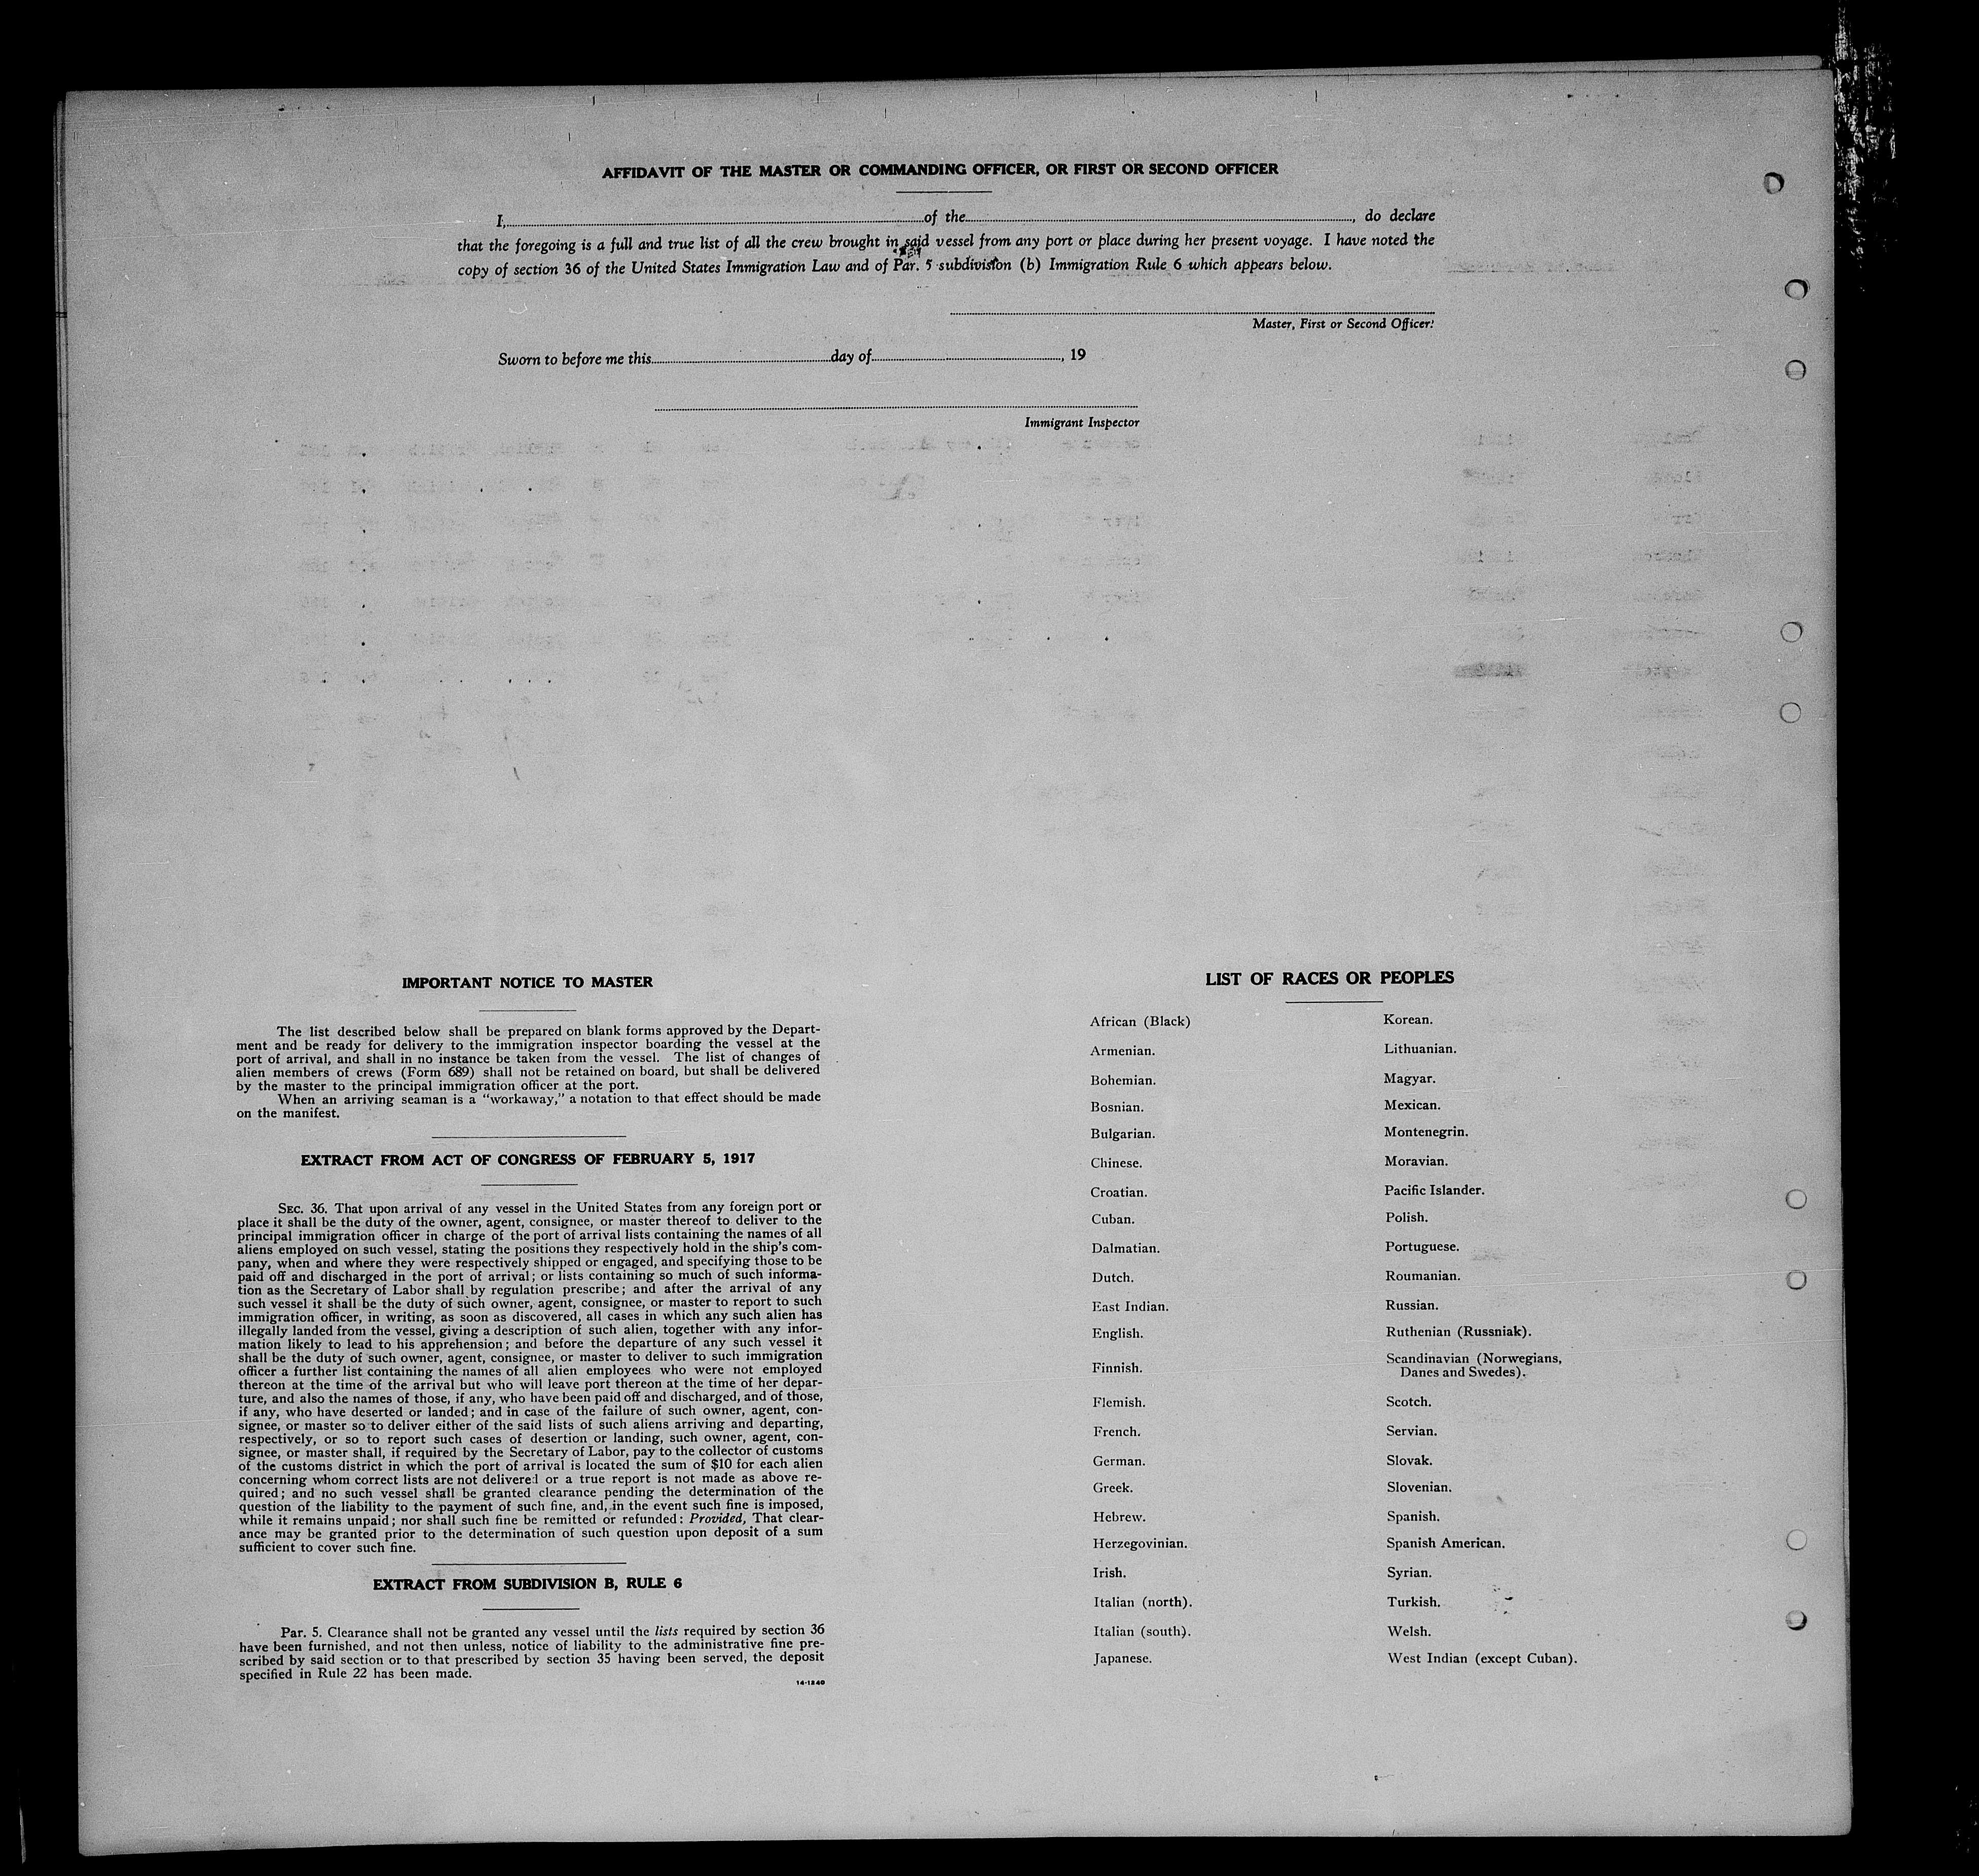 AFFIDAVIT OF THE MASTER OR COMMANDING OFFICER, OR FIRST OR SECOND OFFICER
I, of the , do declare
that the foregoing is a full and true list of all the crew brought in said vessel from any port or place during her present voyage. I have noted the
copy of section 36 of the United States Immigration Law and of Par. 5 subdivision (b) Immigration Rule 6 which appears below.
Master, First or Second Officer.
Sworn to before me this day of , 19
Immigrant Inspector
IMPORTANT NOTICE TO MASTER
The list described below shall be prepared on blank forms approved by the Depart-
ment and be ready for delivery to the immigration inspector boarding the vessel at the
port of arrival, and shall in no instance be taken from the vessel. The list of changes of
alien members of crews (Form 689) shall not be retained on board, but shall be delivered
by the master to the principal immigration officer at the port.
When an arriving seaman is a "workaway," a notation to that effect should be made
on the manifest.
EXTRACT FROM ACT OF CONGRESS OF FEBRUARY 5, 1917
SEC. 36. That upon arrival of any vessel in the United States from any foreign port or
place it shall be the duty of the owner, agent, consignee, or master thereof to deliver to the
principal immigration officer in charge of the port of arrival lists containing the names of all
aliens employed on such vessel, stating the positions they respectively hold in the ship's com-
pany, when and where they were respectively shipped or engaged, and specifying those to be
paid off and discharged in the port of arrival; or lists containing so much of such informa-
tion as the Secretary of Labor shall by regulation prescribe; and after the arrival of any
such vessel it shall be the duty of such owner, agent, consignee, or master to report to such
immigration officer, in writing, as soon as discovered, all cases in which any such alien has
illegally landed from the vessel, giving a description of such alien, together with any infor-
mation likely to lead to his apprehension; and before the departure of any such vessel it
shall be the duty of such owner, agent, consignee, or master to deliver to such immigration
officer a further list containing the names of all alien employees who were not employed
thereon at the time of the arrival but who will leave port thereon at the time of her depar-
ture, and also the names of those, if any, who have been paid off and discharged, and of those,
if any, who have deserted or landed; and in case of the failure of such owner, agent, con-
signee, or master so to deliver either of the said lists of such aliens arriving and departing,
respectively, or so to report such cases of desertion or landing, such owner, agent, con-
signee, or master shall, if required by the Secretary of Labor, pay to the collector of customs
of the customs district in which the port of arrival is located the sum of $10 for each alien
concerning whom correct lists are not delivered or a true report is not made as above re-
quired; and no such vessel shall be granted clearance pending the determination of the
question of the liability to the payment of such fine, and, in the event such fine is imposed,
while it remains unpaid; nor shall such fine be remitted or refunded: Provided, That clear-
ance may be granted prior to the determination of such question upon deposit of a sum
sufficient to cover such fine.
EXTRACT FROM SUBDIVISION B, RULE 6
Par. 5. Clearance shall not be granted any vessel until the lists required by section 36
have been furnished, and not then unless, notice of liability to the administrative fine pre-
scribed by said section or to that prescribed by section 35 having been served, the deposit
specified in Rule 22 has been made.
14-1240
LIST OF RACES OR PEOPLES
African (Black)
Armenian.
Bohemian.
Bosnian.
Bulgarian.
Chinese.
Croatian.
Cuban.
Dalmatian.
Dutch.
East Indian.
English.
Finnish.
Flemish.
French.
German.
Greek.
Hebrew.
Herzegovinian.
Irish.
Italian (north).
Italian (south).
Japanese.
Korean.
Lithuanian.
Magyar.
Mexican.
Montenegrin.
Moravian.
Pacific Islander.
Polish.
Portuguese.
Roumanian.
Russian.
Ruthenian (Russniak).
Scandinavian (Norwegians,
Danes and Swedes).
Scotch.
Servian.
Slovak.
Slovenian.
Spanish.
Spanish American.
Syrian.
Turkish.
Welsh.
West Indian (except Cuban).